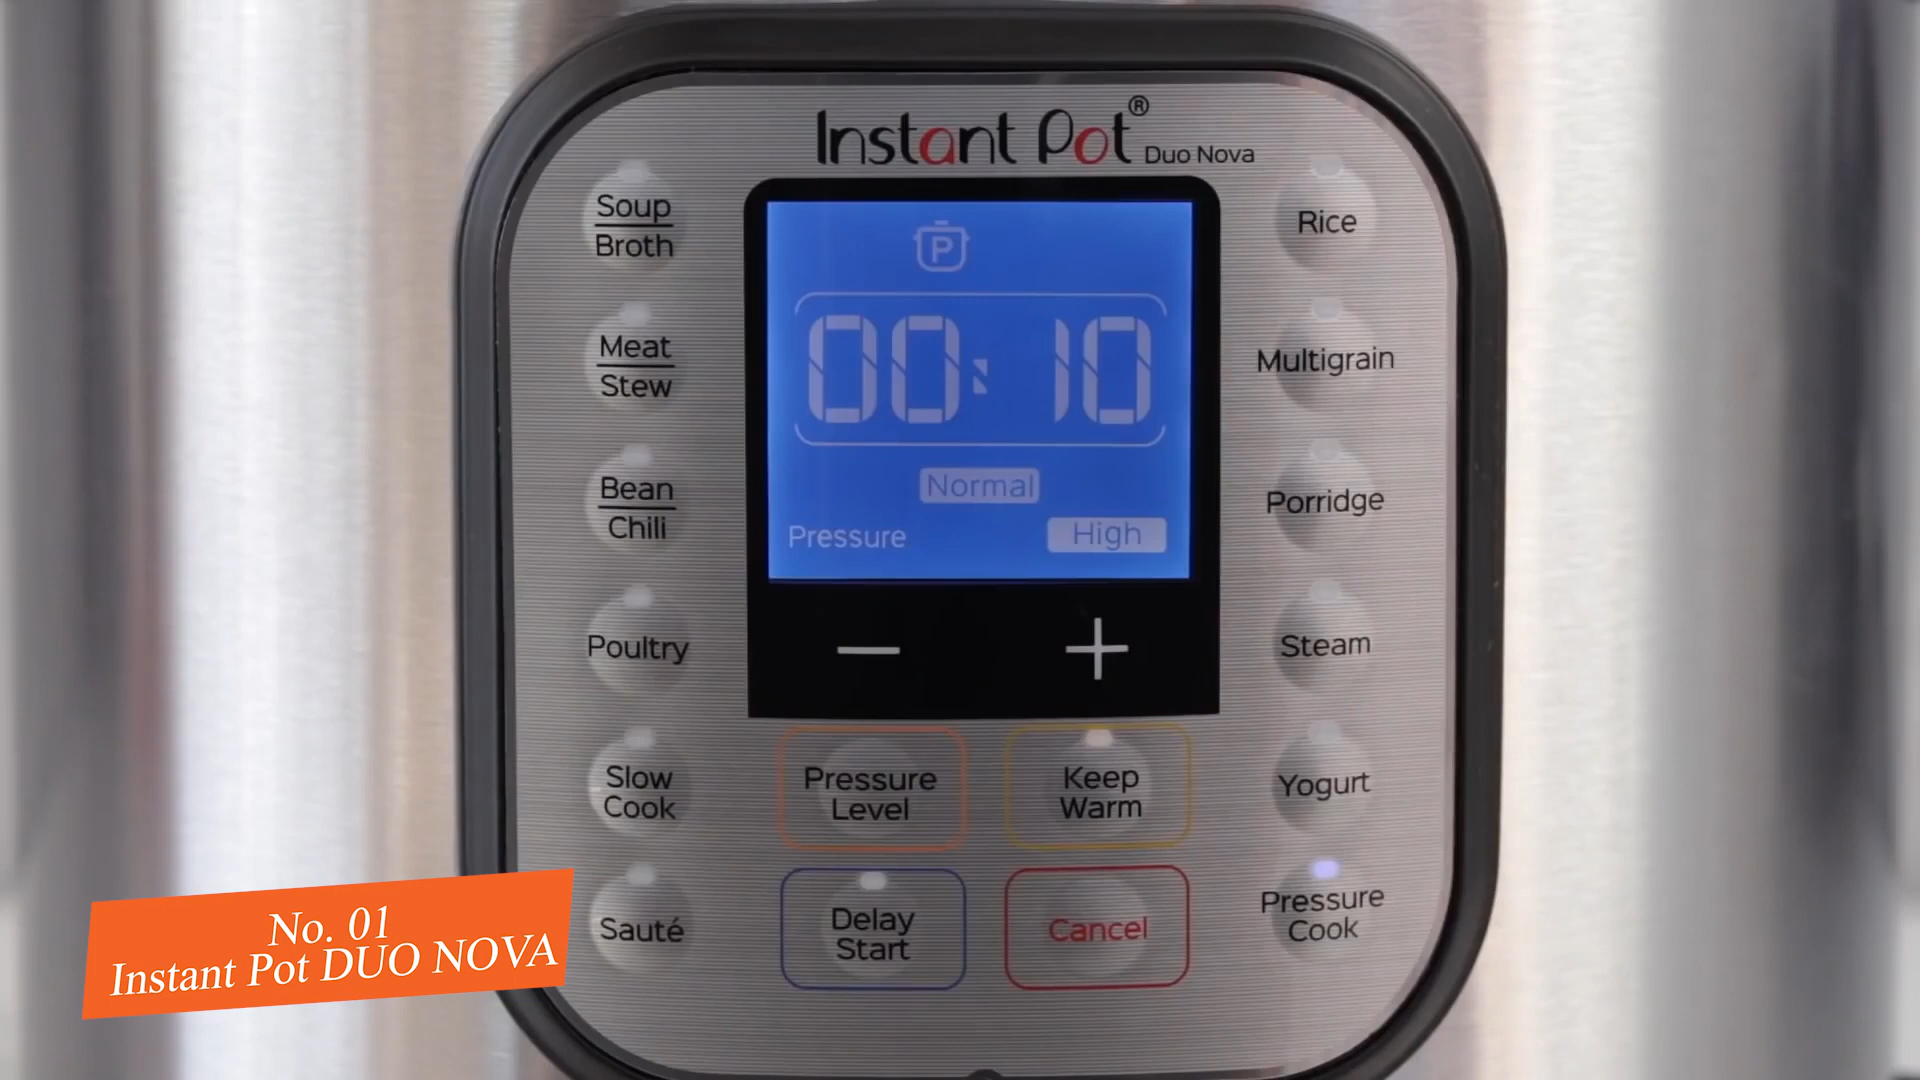 Instant Pot® Duo Nova
Soup
Broth
Meat
Stew
Bean
Chili
Poultry
Slow
Cook
Sauté
P
00:10
Normal
Pressure High
− +
Pressure
Level
Keep
Warm
Delay
Start
Cancel
Rice
Multigrain
Porridge
Steam
Yogurt
Pressure
Cook
No. 01
Instant Pot DUO NOVA